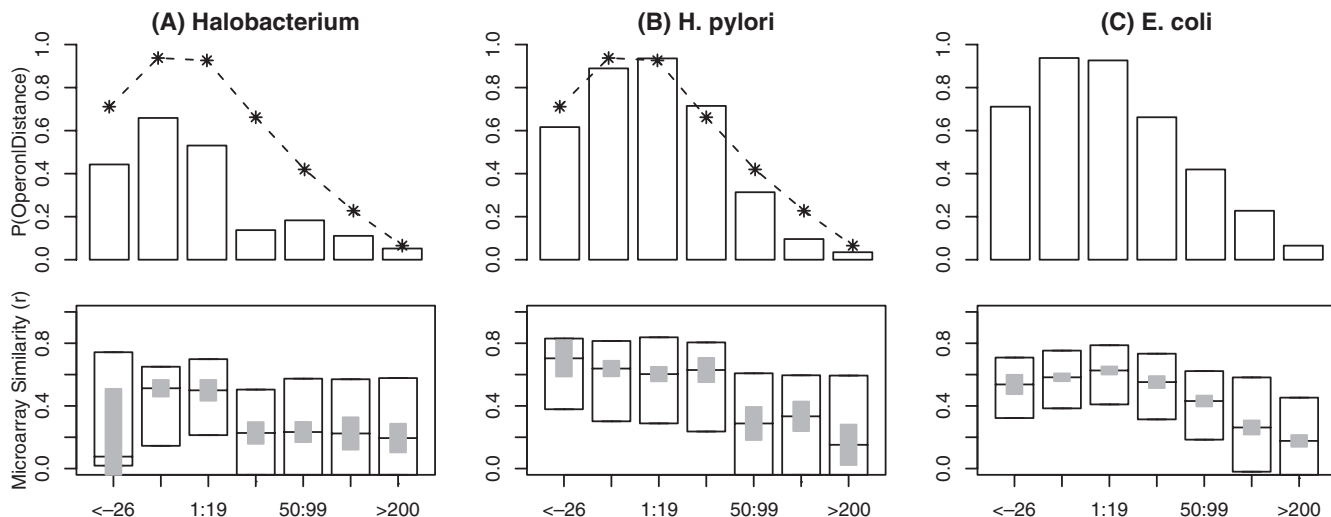 (A) Halobacterium
(B) H. pylori
(C) E. coli
P(Operon|Distance)
0.0 0.2 0.4 0.6 0.8 1.0
0.0 0.2 0.4 0.6 0.8 1.0
0.0 0.2 0.4 0.6 0.8 1.0
Microarray Similarity (r)
0.0 0.4 0.8
0.0 0.4 0.8
0.0 0.4 0.8
<–26 1:19 50:99 >200
<–26 1:19 50:99 >200
<–26 1:19 50:99 >200